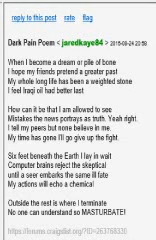 reply to this post rate flag
Dark Pain Poem < jaredkaye84 > 2015-09-24 23:58
When I become a dream or pile of bone
I hope my friends pretend a greater past
My whole long life has been a weighted stone
I feel Iraqi oil had better last
How can it be that I am allowed to see
Mistakes the news portrays as truth. Yeah right.
I tell my peers but none believe in me.
My time has gone I'll go give up the fight.
Six feet beneath the Earth I lay in wait
Computer brains reject the skeptical
until a seer embarks the same ill fate
My actions will echo a chemical
Outside the rest is where I terminate
No one can understand so MASTURBATE!
https://forums.craigslist.org/?ID=263768320